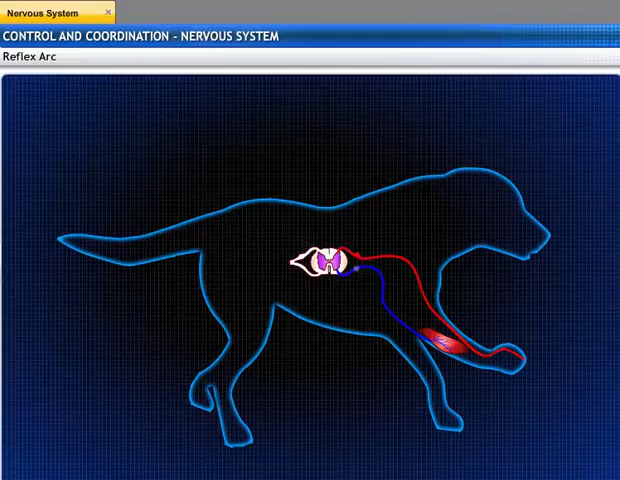 Nervous System
CONTROL AND COORDINATION - NERVOUS SYSTEM
Reflex Arc